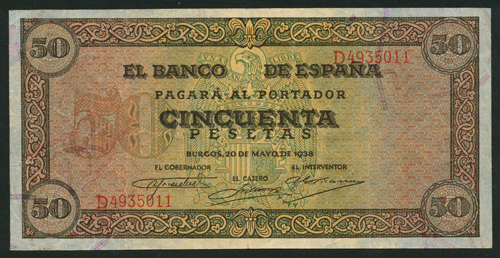 50 50
D4935011
EL BANCO DE ESPAÑA
PAGARÁ AL PORTADOR
CINCUENTA
PESETAS
BURGOS, 20 DE MAYO DE 1938
EL GOBERNADOR EL CAJERO EL INTERVENTOR
D4935011
50 50